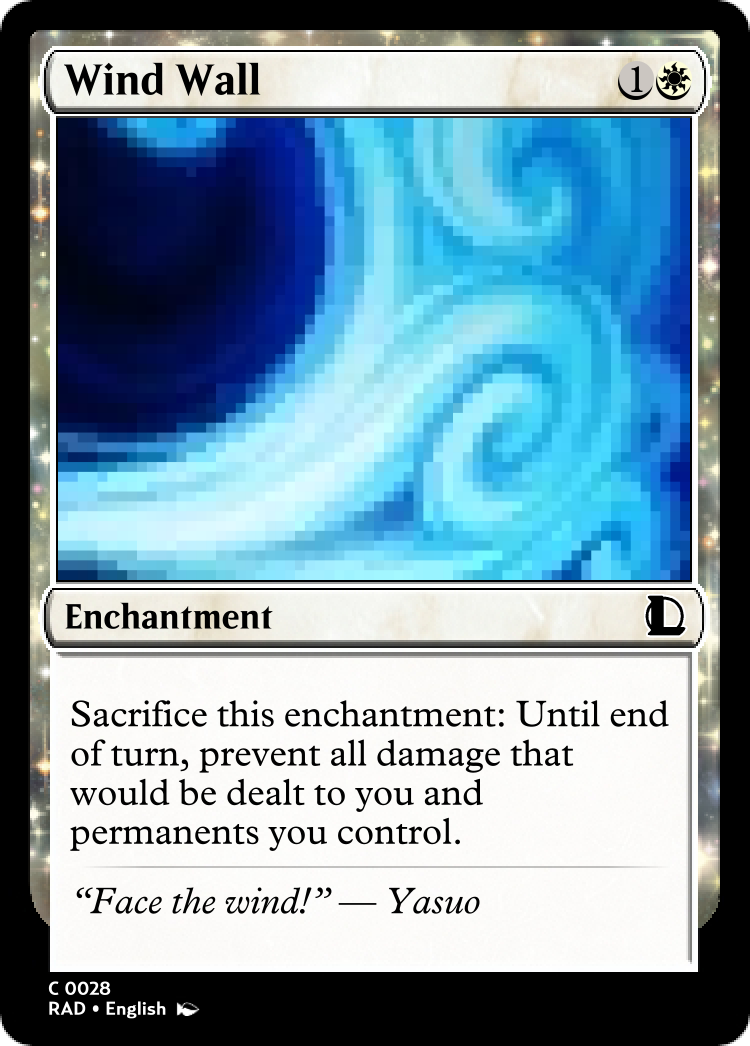 Wind Wall
1
Enchantment
Sacrifice this enchantment: Until end
of turn, prevent all damage that
would be dealt to you and
permanents you control.
“Face the wind!” — Yasuo
C 0028
RAD • English